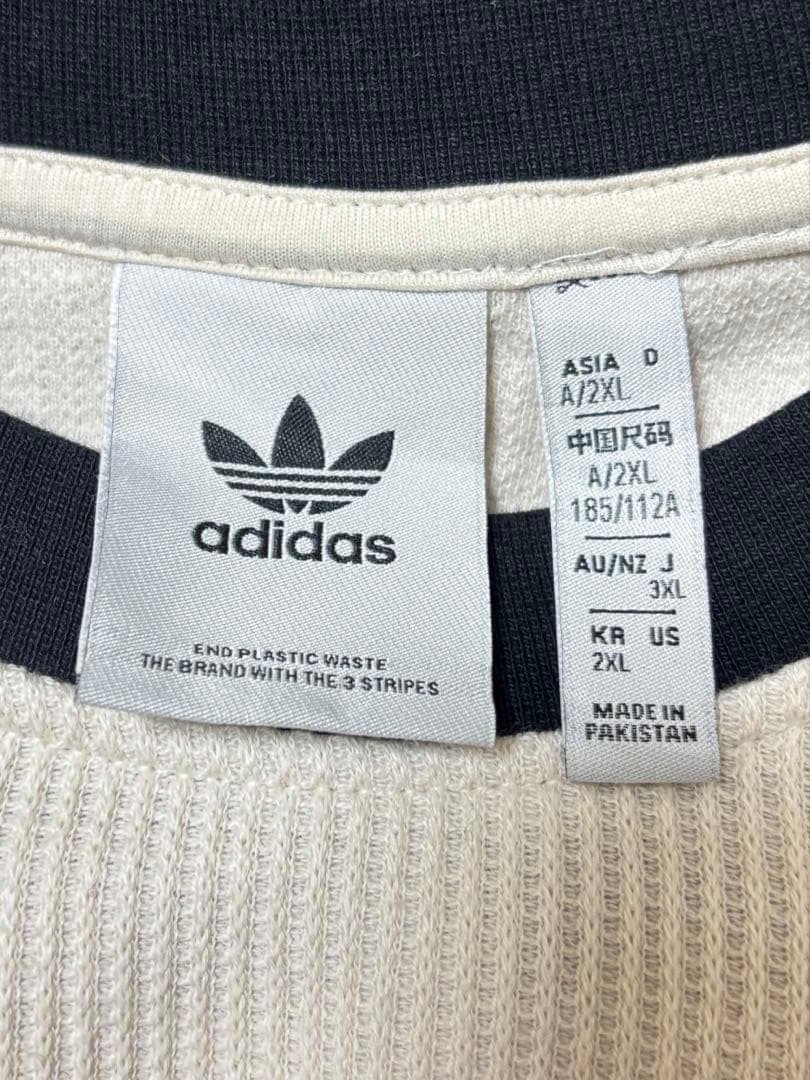 adidas
END PLASTIC WASTE
THE BRAND WITH THE 3 STRIPES
ASIA D
A/2XL
中国尺码
A/2XL
185/112A
AU/NZ J
3XL
KR US
2XL
MADE IN
PAKISTAN